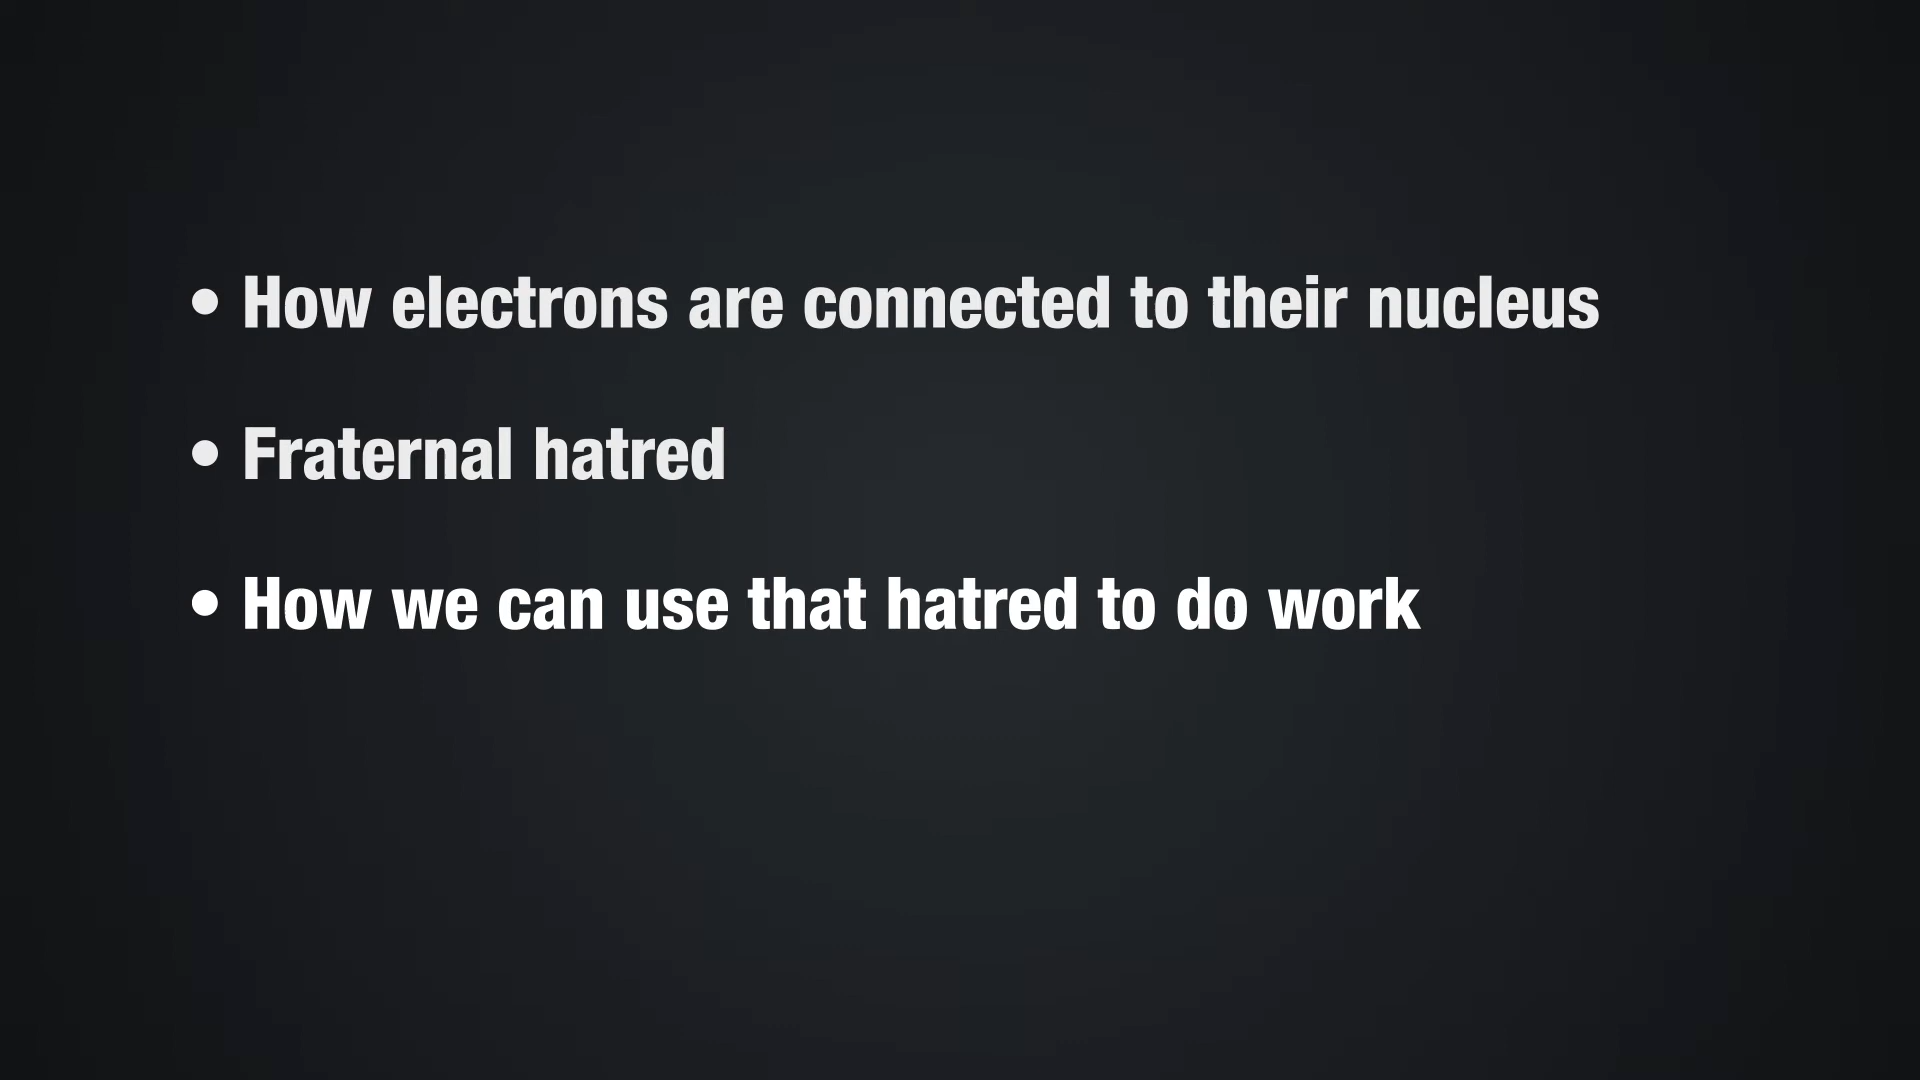 • How electrons are connected to their nucleus
• Fraternal hatred
• How we can use that hatred to do work